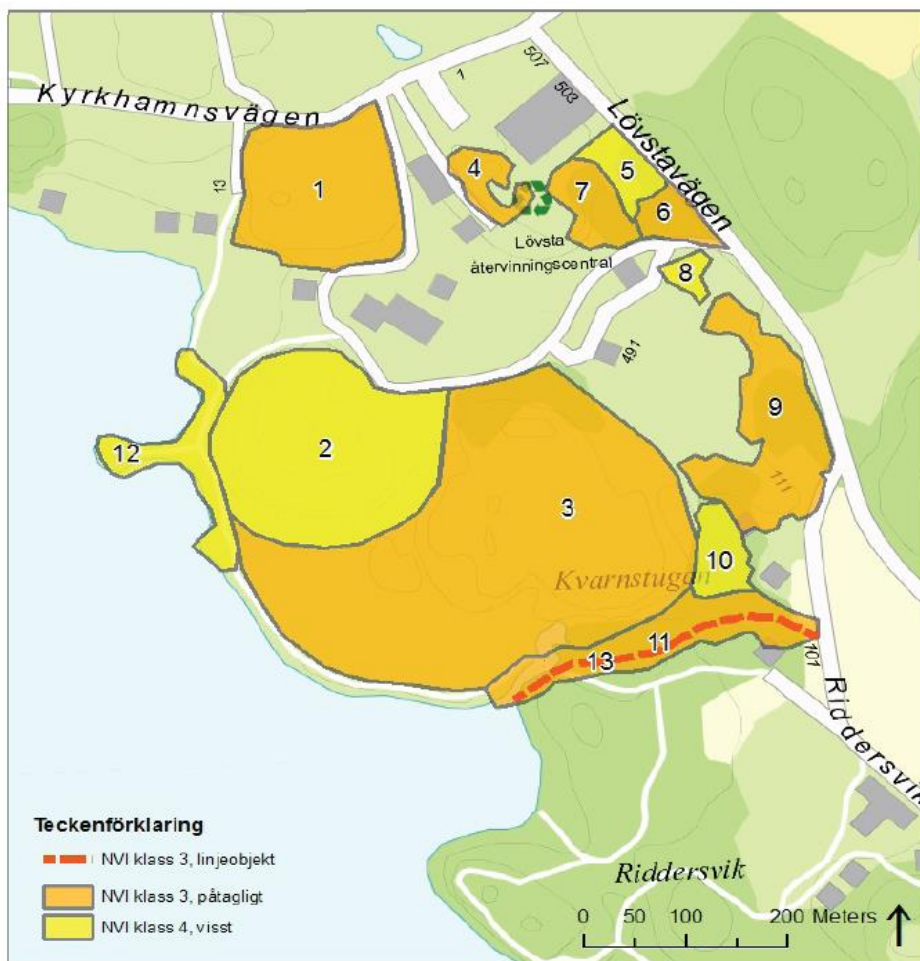 Kyrkhamnsvägen
Lövstavägen
507
503
1
13
1
4
5
7
6
Lövsta
återvinningscentral
8
491
9
12
2
3
111
10
Kvarnstugan
11
13
101
Riddersvik
Riddersvik
Teckenförklaring
NVI klass 3, linjeobjekt
NVI klass 3, påtagligt
NVI klass 4, visst
0 50 100 200 Meters